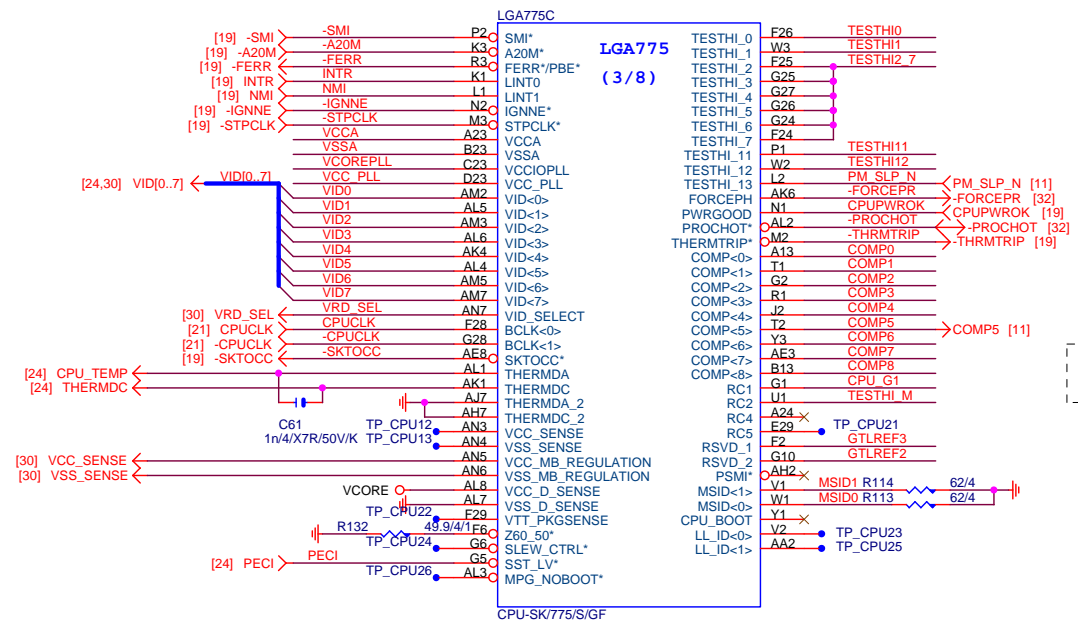 LGA775C
LGA775
(3/8)
[19] -SMI -SMI P2 SMI*
[19] -A20M -A20M K3 A20M*
[19] -FERR -FERR R3 FERR*/PBE*
[19] INTR INTR K1 LINT0
[19] NMI NMI L1 LINT1
[19] -IGNNE -IGNNE N2 IGNNE*
[19] -STPCLK -STPCLK M3 STPCLK*
VCCA A23 VCCA
VSSA B23 VSSA
VCOREPLL C23 VCCIOPLL
[24,30] VID[0..7] VID[0..7] VCC_PLL D23 VCC_PLL
VID0 AM2 VID<0>
VID1 AL5 VID<1>
VID2 AM3 VID<2>
VID3 AL6 VID<3>
VID4 AK4 VID<4>
VID5 AL4 VID<5>
VID6 AM5 VID<6>
VID7 AM7 VID<7>
[30] VRD_SEL VRD_SEL AN7 VID_SELECT
[21] CPUCLK CPUCLK F28 BCLK<0>
[21] -CPUCLK -CPUCLK G28 BCLK<1>
[19] -SKTOCC -SKTOCC AE8 SKTOCC*
[24] CPU_TEMP AL1 THERMDA
[24] THERMDC AK1 THERMDC
AJ7 THERMDA_2
AH7 THERMDC_2
C61
1n/4/X7R/50V/K
TP_CPU12 AN3 VCC_SENSE
TP_CPU13 AN4 VSS_SENSE
[30] VCC_SENSE AN5 VCC_MB_REGULATION
[30] VSS_SENSE AN6 VSS_MB_REGULATION
VCORE AL8 VCC_D_SENSE
AL7 VSS_D_SENSE
TP_CPU22 F29 VTT_PKGSENSE
R132 49.9/4/1 F6 Z60_50*
TP_CPU24 G6 SLEW_CTRL*
[24] PECI PECI G5 SST_LV*
TP_CPU26 AL3 MPG_NOBOOT*
TESTHI_0 F26 TESTHI0
TESTHI_1 W3 TESTHI1
TESTHI_2 F25 TESTHI2_7
TESTHI_3 G25
TESTHI_4 G27
TESTHI_5 G26
TESTHI_6 G24
TESTHI_7 F24
TESTHI_11 P1 TESTHI11
TESTHI_12 W2 TESTHI12
TESTHI_13 L2 PM_SLP_N PM_SLP_N [11]
FORCEPH AK6 -FORCEPR -FORCEPR [32]
PWRGOOD N1 CPUPWROK CPUPWROK [19]
PROCHOT* AL2 -PROCHOT -PROCHOT [32]
THERMTRIP* M2 -THRMTRIP -THRMTRIP [19]
COMP<0> A13 COMP0
COMP<1> T1 COMP1
COMP<2> G2 COMP2
COMP<3> R1 COMP3
COMP<4> J2 COMP4
COMP<5> T2 COMP5 COMP5 [11]
COMP<6> Y3 COMP6
COMP<7> AE3 COMP7
COMP<8> B13 COMP8
RC1 G1 CPU_G1
RC2 U1 TESTHI_M
RC4 A24
RC5 E29 TP_CPU21
RSVD_1 F2 GTLREF3
RSVD_2 G10 GTLREF2
PSMI* AH2
MSID<1> V1 MSID1 R114 62/4
MSID<0> W1 MSID0 R113 62/4
CPU_BOOT Y1
LL_ID<0> V2 TP_CPU23
LL_ID<1> AA2 TP_CPU25
CPU-SK/775/S/GF